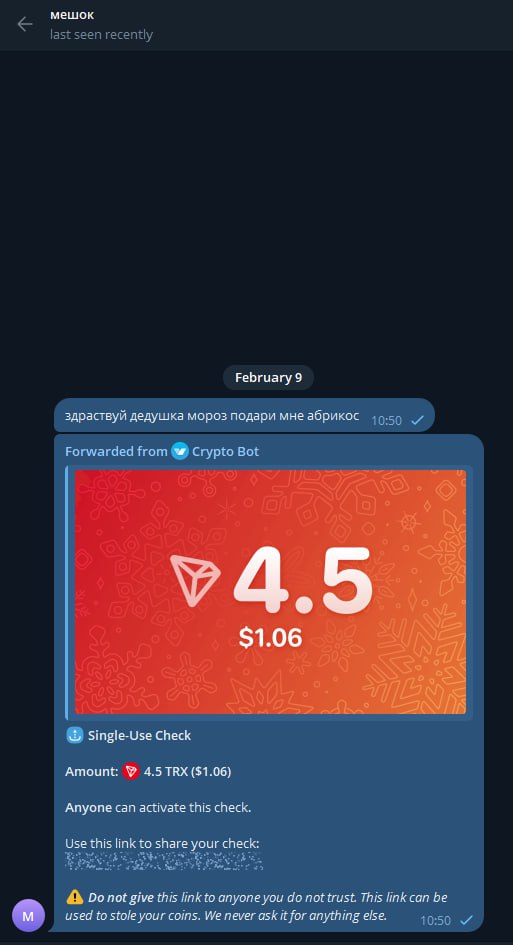 мешок
last seen recently
February 9
здраствуй дедушка мороз подари мне абрикос 10:50
Forwarded from Crypto Bot
4.5
$1.06
Single-Use Check
Amount: 4.5 TRX ($1.06)
Anyone can activate this check.
Use this link to share your check:
Do not give this link to anyone you do not trust. This link can be
used to stole your coins. We never ask it for anything else. 10:50
М